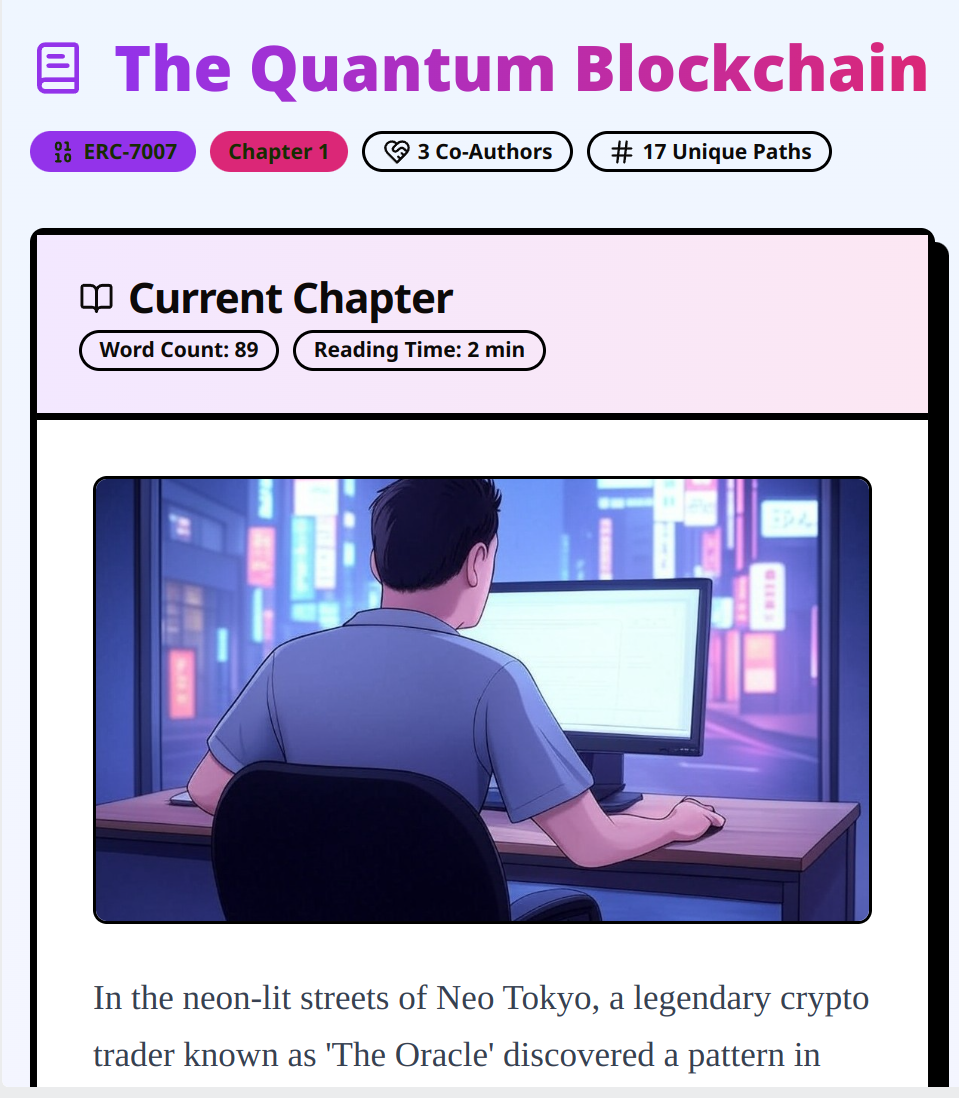 The Quantum Blockchain
ERC-7007
Chapter 1
3 Co-Authors
17 Unique Paths
Current Chapter
Word Count: 89
Reading Time: 2 min
In the neon-lit streets of Neo Tokyo, a legendary crypto
trader known as 'The Oracle' discovered a pattern in